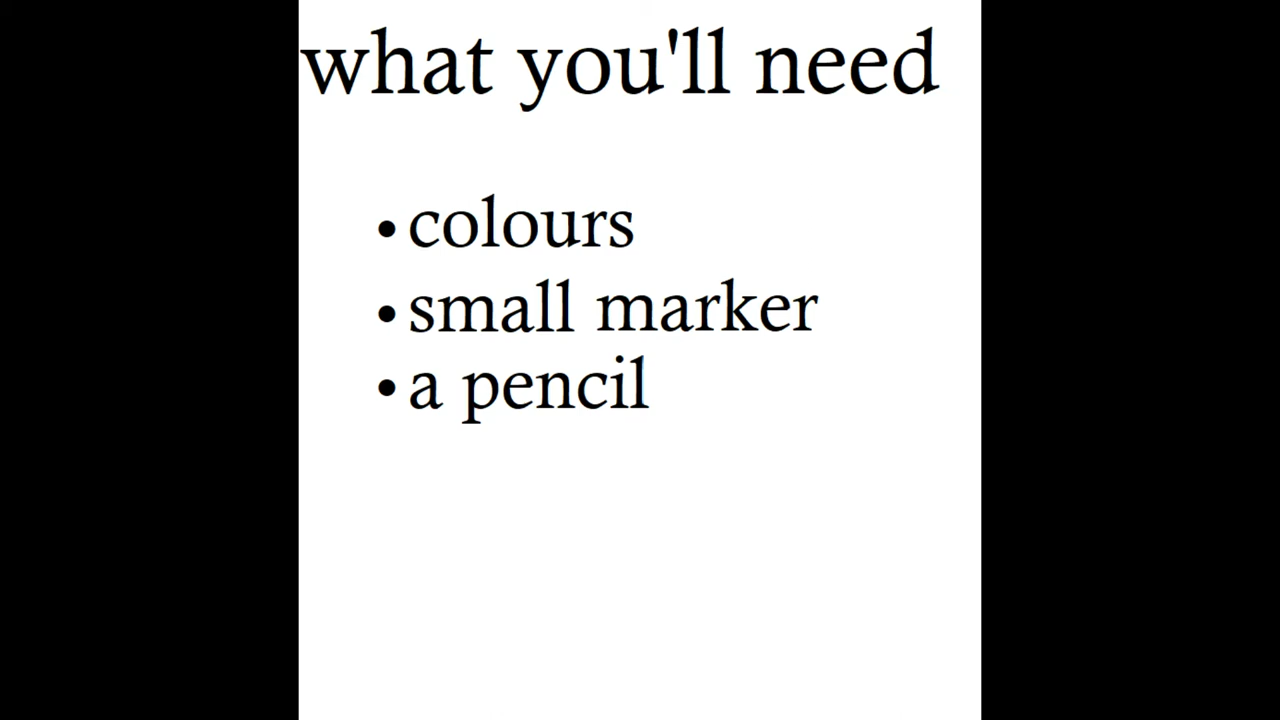 what you'll need
• colours
• small marker
• a pencil